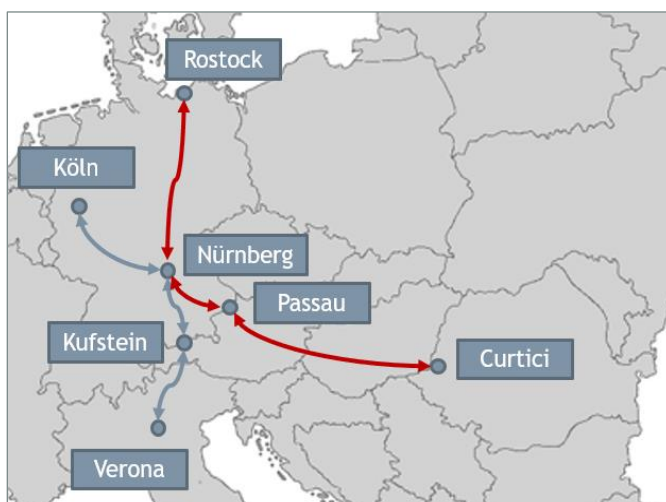 Rostock
Köln
Nürnberg
Passau
Kufstein
Curtici
Verona